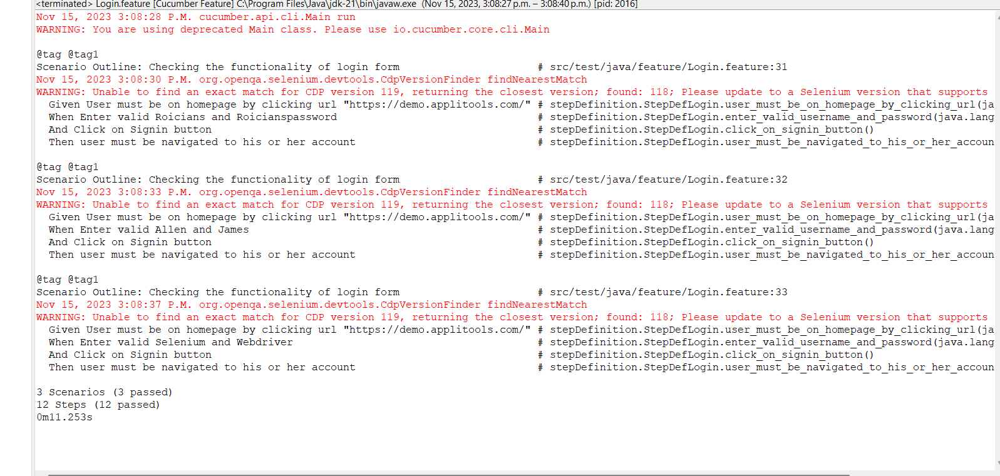 <terminated> Login.feature [Cucumber Feature] C:\Program Files\Java\jdk-21\bin\javaw.exe (Nov 15, 2023, 3:08:27 p.m. – 3:08:40 p.m.) [pid: 2016]
Nov 15, 2023 3:08:28 P.M. cucumber.api.cli.Main run
WARNING: You are using deprecated Main class. Please use io.cucumber.core.cli.Main
@tag @tag1
Scenario Outline: Checking the functionality of login form # src/test/java/feature/Login.feature:31
Nov 15, 2023 3:08:30 P.M. org.openqa.selenium.devtools.CdpVersionFinder findNearestMatch
WARNING: Unable to find an exact match for CDP version 119, returning the closest version; found: 118; Please update to a Selenium version that supports
Given User must be on homepage by clicking url "https://demo.applitools.com/" # stepDefinition.StepDefLogin.user_must_be_on_homepage_by_clicking_url(ja
When Enter valid Roicians and Roicianspassword # stepDefinition.StepDefLogin.enter_valid_username_and_password(java.lang
And Click on Signin button # stepDefinition.StepDefLogin.click_on_signin_button()
Then user must be navigated to his or her account # stepDefinition.StepDefLogin.user_must_be_navigated_to_his_or_her_accoun
@tag @tag1
Scenario Outline: Checking the functionality of login form # src/test/java/feature/Login.feature:32
Nov 15, 2023 3:08:33 P.M. org.openqa.selenium.devtools.CdpVersionFinder findNearestMatch
WARNING: Unable to find an exact match for CDP version 119, returning the closest version; found: 118; Please update to a Selenium version that supports
Given User must be on homepage by clicking url "https://demo.applitools.com/" # stepDefinition.StepDefLogin.user_must_be_on_homepage_by_clicking_url(ja
When Enter valid Allen and James # stepDefinition.StepDefLogin.enter_valid_username_and_password(java.lang
And Click on Signin button # stepDefinition.StepDefLogin.click_on_signin_button()
Then user must be navigated to his or her account # stepDefinition.StepDefLogin.user_must_be_navigated_to_his_or_her_accoun
@tag @tag1
Scenario Outline: Checking the functionality of login form # src/test/java/feature/Login.feature:33
Nov 15, 2023 3:08:37 P.M. org.openqa.selenium.devtools.CdpVersionFinder findNearestMatch
WARNING: Unable to find an exact match for CDP version 119, returning the closest version; found: 118; Please update to a Selenium version that supports
Given User must be on homepage by clicking url "https://demo.applitools.com/" # stepDefinition.StepDefLogin.user_must_be_on_homepage_by_clicking_url(ja
When Enter valid Selenium and Webdriver # stepDefinition.StepDefLogin.enter_valid_username_and_password(java.lang
And Click on Signin button # stepDefinition.StepDefLogin.click_on_signin_button()
Then user must be navigated to his or her account # stepDefinition.StepDefLogin.user_must_be_navigated_to_his_or_her_accoun
3 Scenarios (3 passed)
12 Steps (12 passed)
0m11.253s